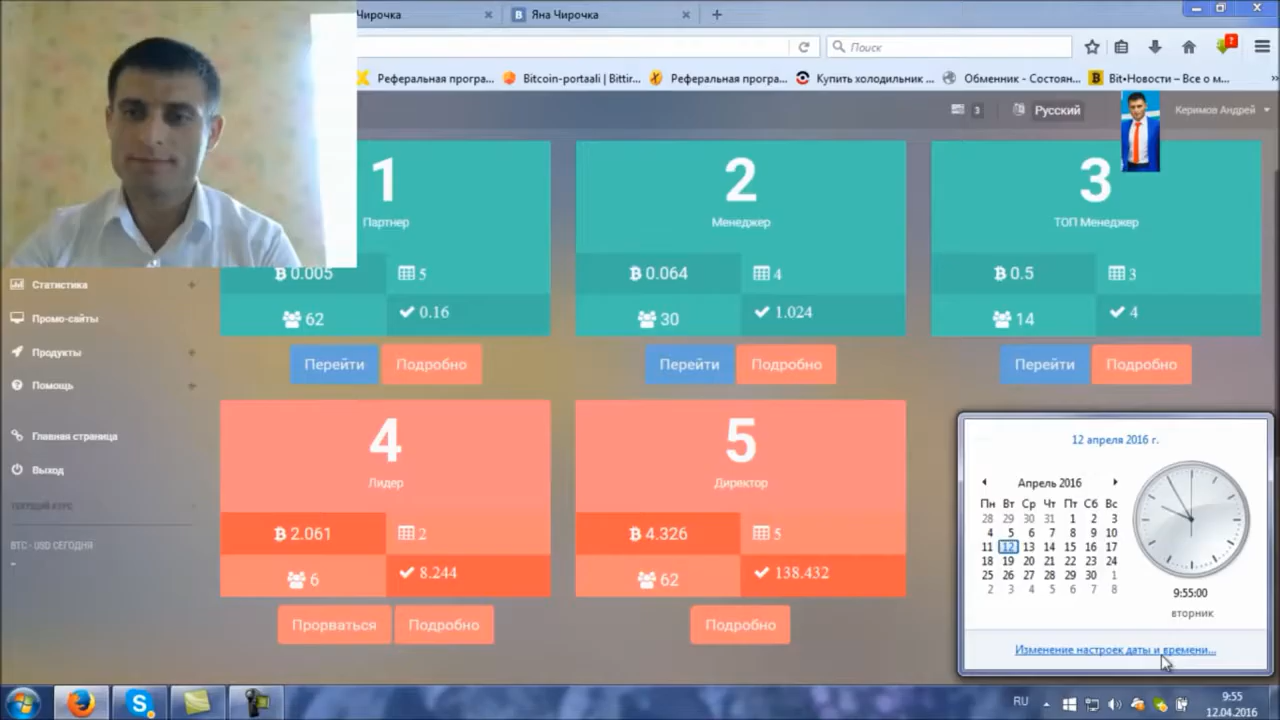 Чирочка
Яна Чирочка
Поиск
Реферальная програ...
Bitcoin-portaali | Bittir...
Реферальная програ...
Купить холодильник ...
Обменник - Состоян...
Bit•Новости – Все о м...
3
Русский
Керимов Андрей
1
Партнер
0.005
5
62
0.16
Перейти
Подробно
2
Менеджер
0.064
4
30
1.024
Перейти
Подробно
3
ТОП Менеджер
0.5
3
14
4
Перейти
Подробно
Статистика
Промо-сайты
Продукты
Помощь
Главная страница
Выход
ТЕКУЩИЙ КУРС
BTC - USD СЕГОДНЯ
-
4
Лидер
2.061
2
6
8.244
Прорваться
Подробно
5
Директор
4.326
5
62
138.432
Подробно
12 апреля 2016 г.
Апрель 2016
Пн Вт Ср Чт Пт Сб Вс
28 29 30 31 1 2 3
4 5 6 7 8 9 10
11 12 13 14 15 16 17
18 19 20 21 22 23 24
25 26 27 28 29 30 1
2 3 4 5 6 7 8
9:55:00
вторник
Изменение настроек даты и времени...
RU
9:55
12.04.2016